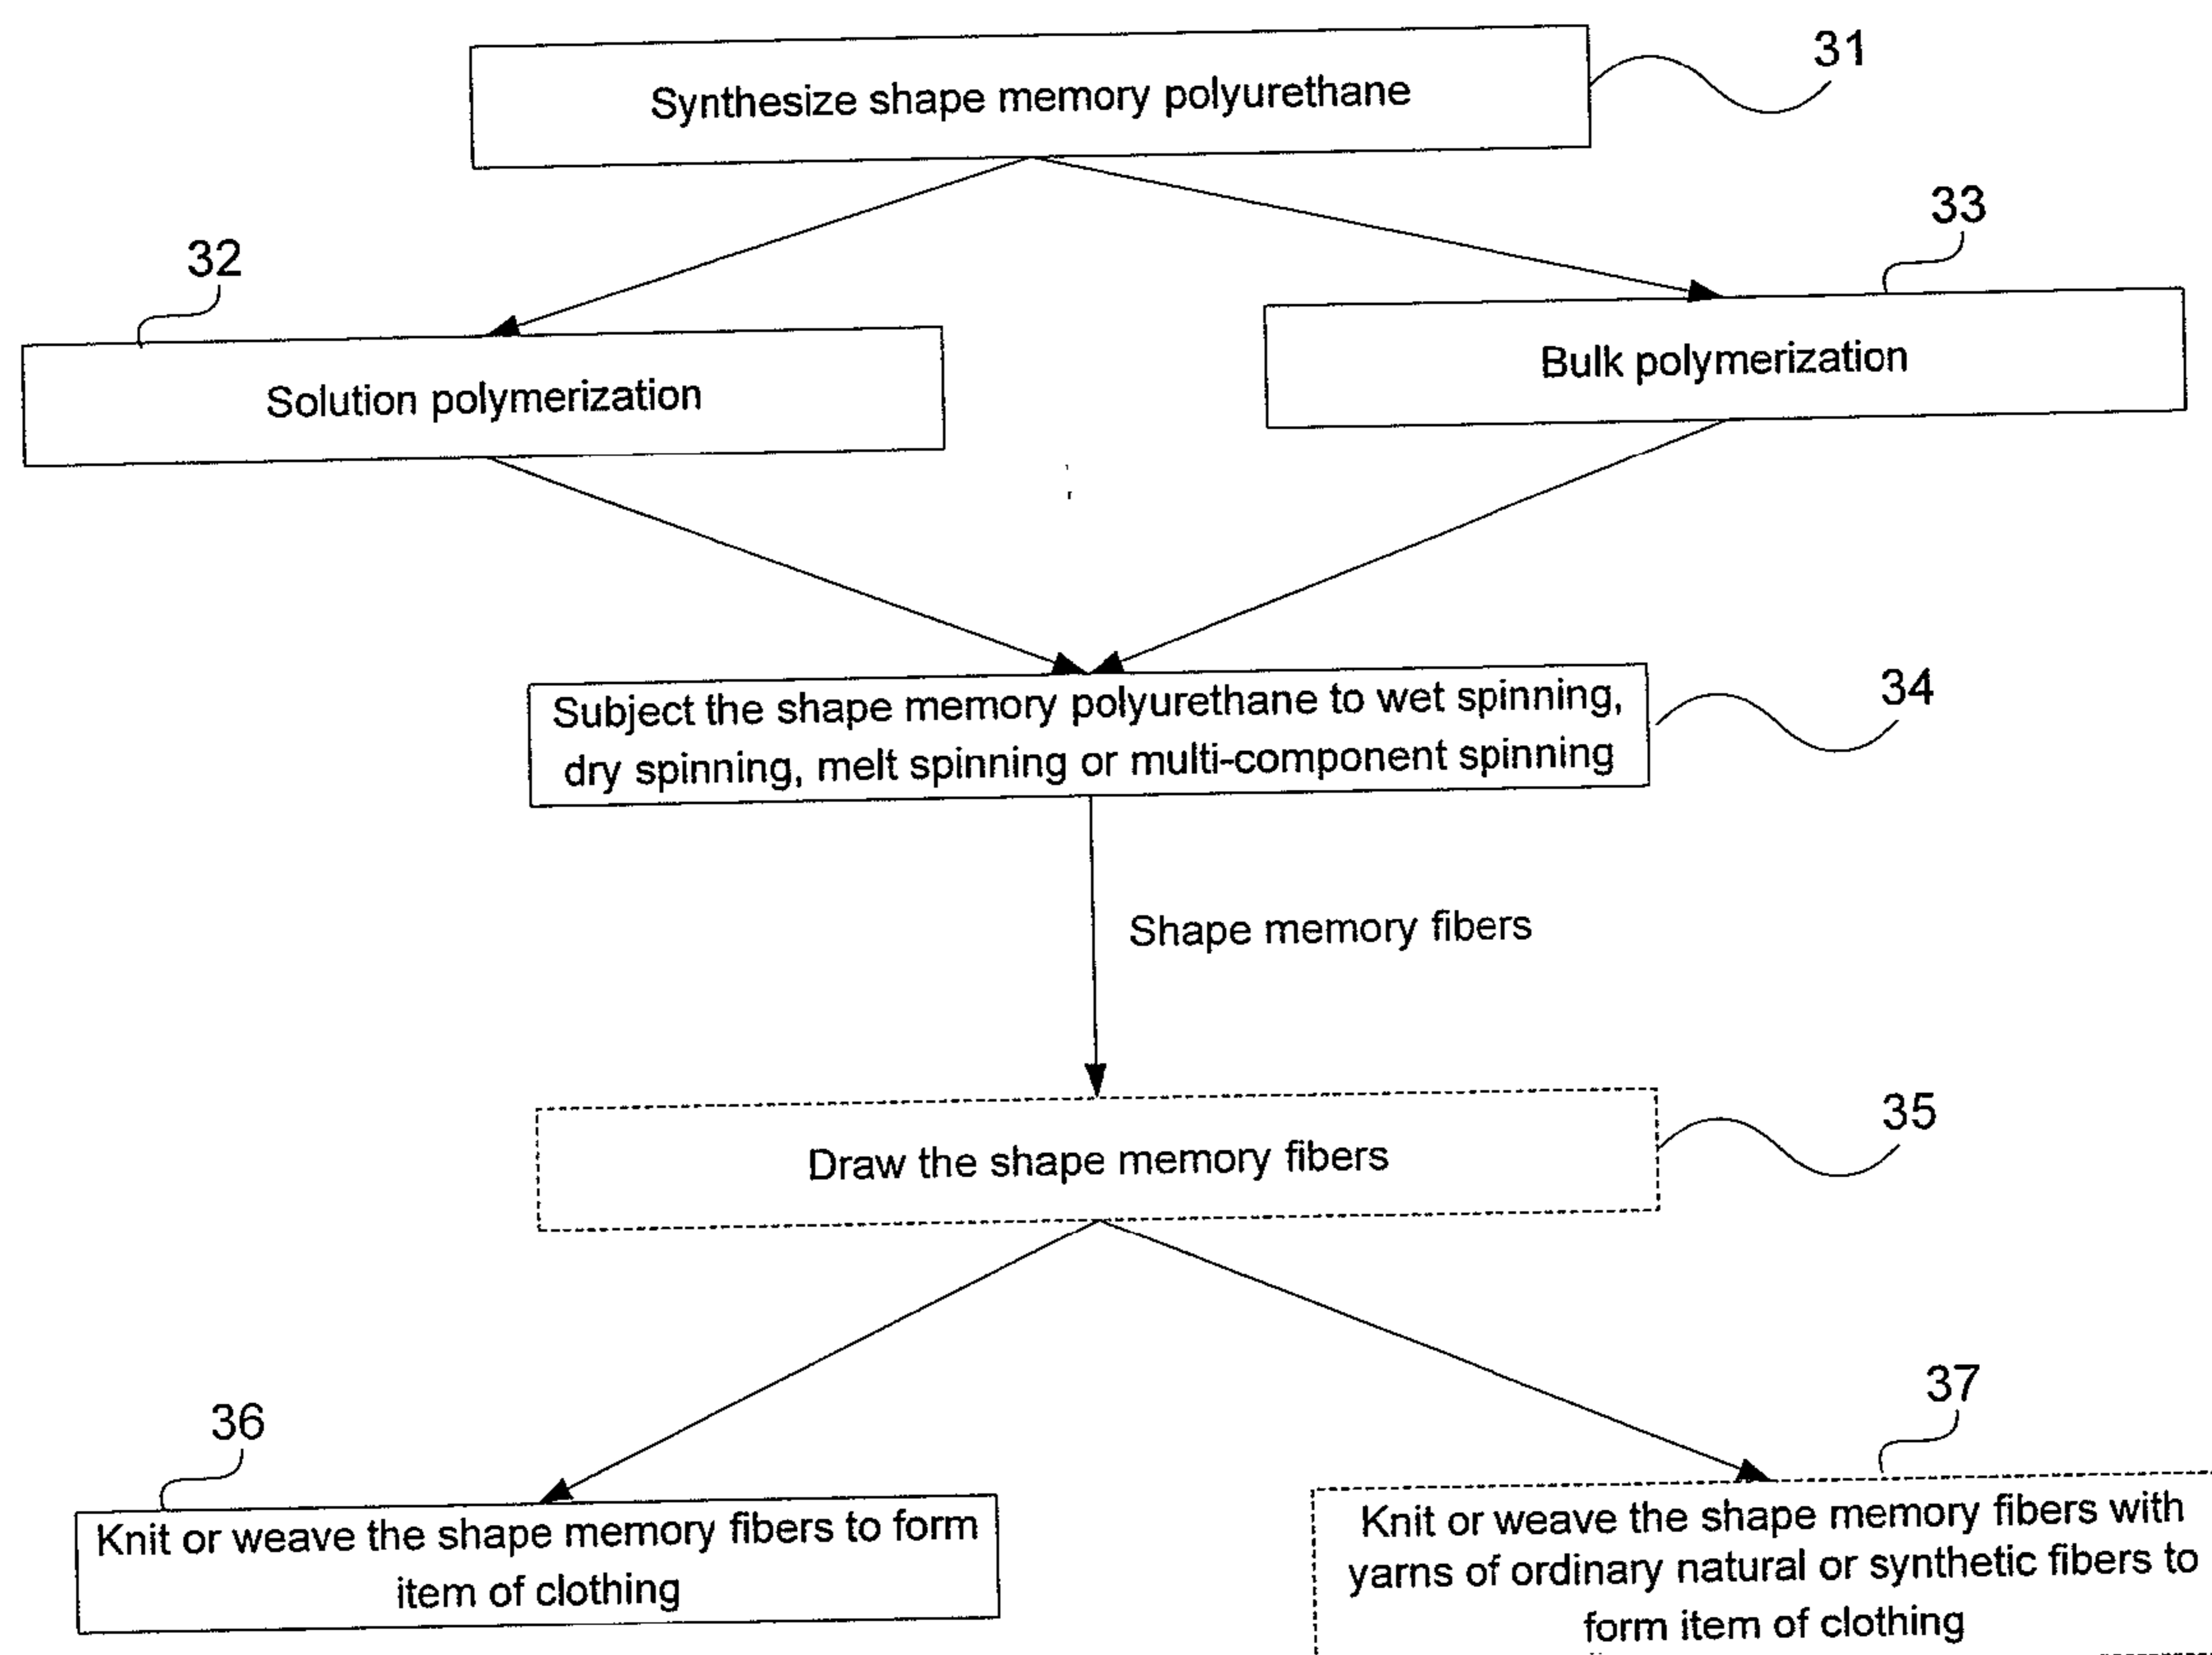 Synthesize shape memory polyurethane
31
32
33
Solution polymerization
Bulk polymerization
Subject the shape memory polyurethane to wet spinning,
dry spinning, melt spinning or multi-component spinning
34
Shape memory fibers
Draw the shape memory fibers
35
36
37
Knit or weave the shape memory fibers to form
item of clothing
Knit or weave the shape memory fibers with
yarns of ordinary natural or synthetic fibers to
form item of clothing